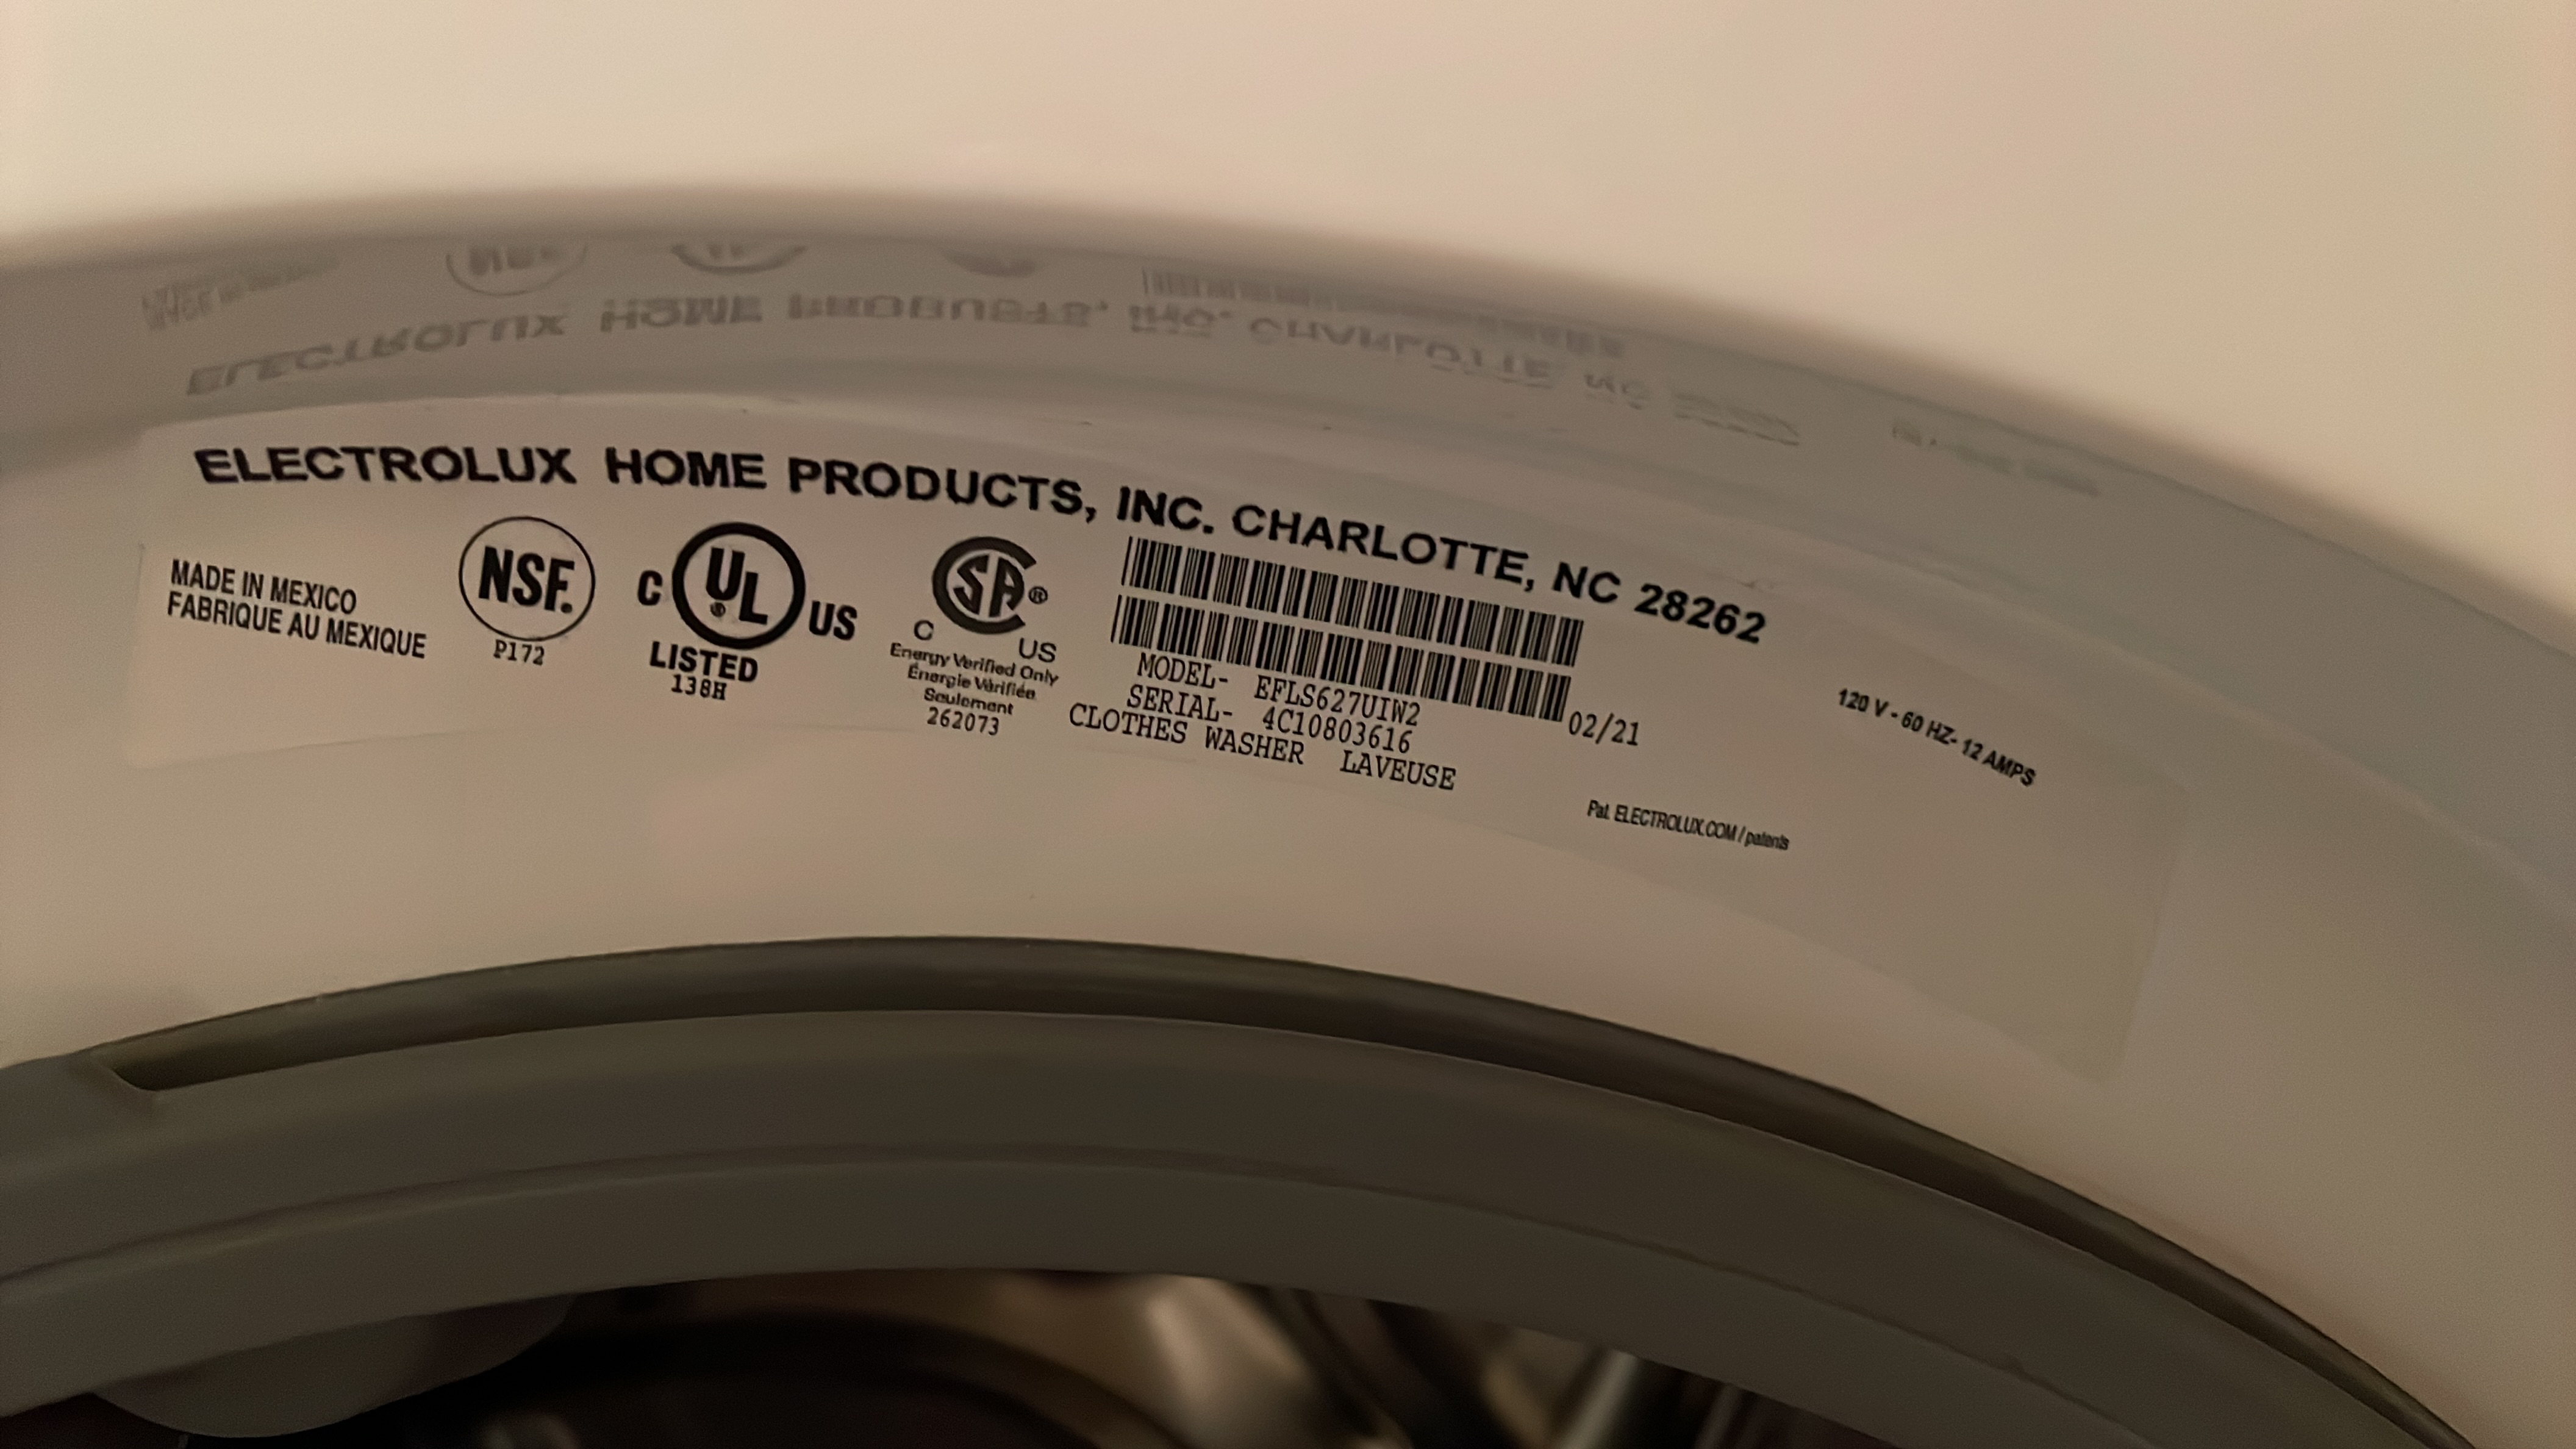 ELECTROLUX HOME PRODUCTS, INC. CHARLOTTE, NC 28262
MADE IN MEXICO
FABRIQUE AU MEXIQUE
NSF.
P172
C UL® US
LISTED
138H
SA®
C US
Energy Verified Only
Énergie Vérifiée
Seulement
262073
MODEL- EFLS627UIW2
SERIAL- 4C10803616
02/21
CLOTHES WASHER LAVEUSE
120 V - 60 HZ- 12 AMPS
Pat. ELECTROLUX.COM / patents